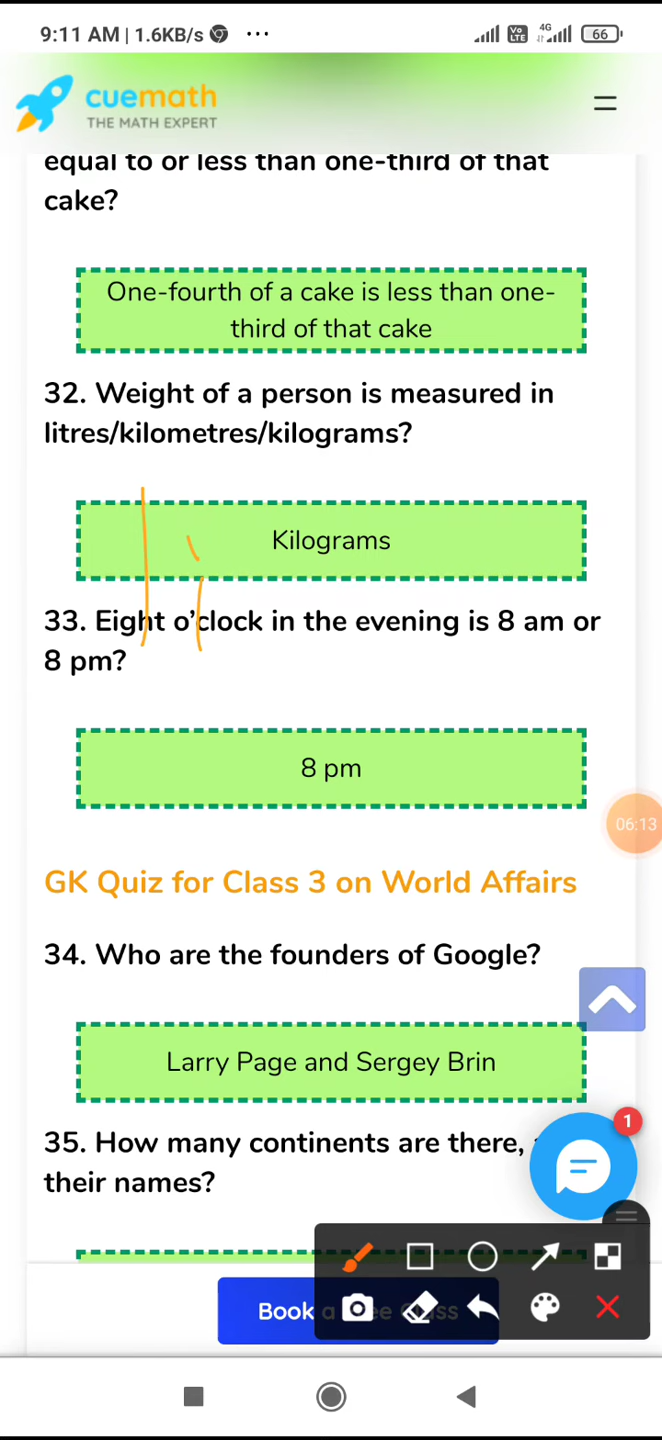 9:11 AM | 1.6KB/s ...
Vo LTE 4G 66
cuemath
THE MATH EXPERT
equal to or less than one-third of that
cake?
One-fourth of a cake is less than one-
third of that cake
32. Weight of a person is measured in
litres/kilometres/kilograms?
Kilograms
33. Eight o’clock in the evening is 8 am or
8 pm?
8 pm
06:13
GK Quiz for Class 3 on World Affairs
34. Who are the founders of Google?
Larry Page and Sergey Brin
1
35. How many continents are there,
their names?
Book a